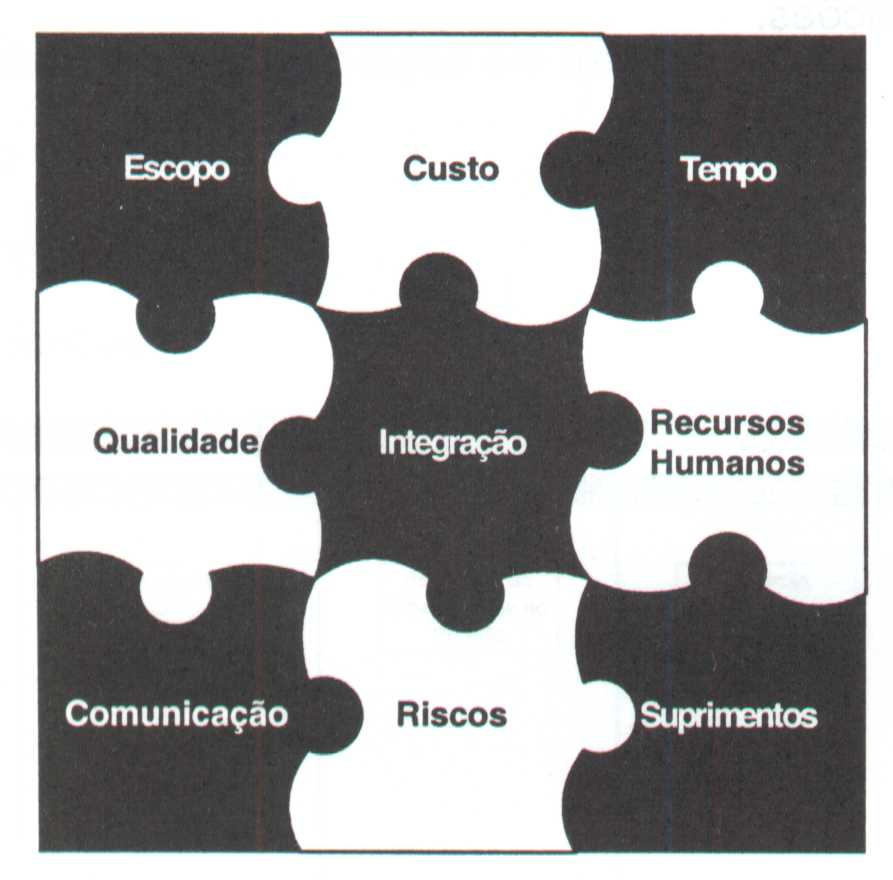 Escopo
Custo
Tempo
Qualidade
Integração
Recursos
Humanos
Comunicação
Riscos
Suprimentos